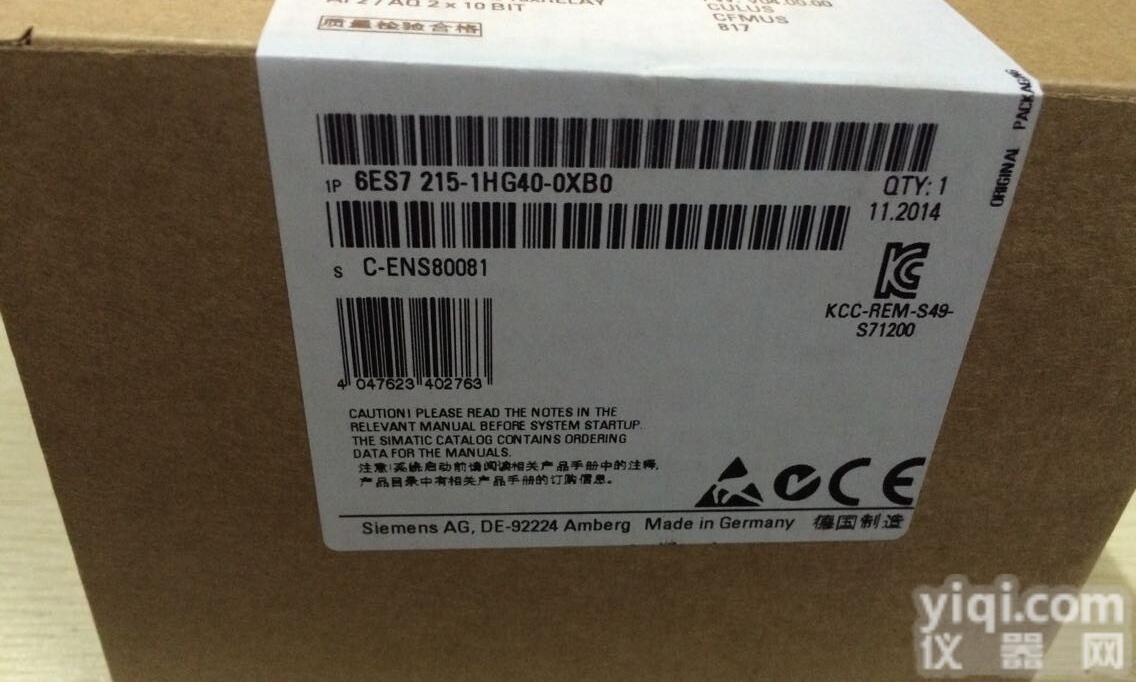 AI 2 / AQ 2 x 10 BIT
RELAY
质量检验合格
CULUS
CFMUS
817
ORIGINAL PACKAGE
1P 6ES7 215-1HG40-0XB0
QTY: 1
11.2014
S C-ENS80081
KCC-REM-S49-
S71200
4 047623 402763
CAUTION! PLEASE READ THE NOTES IN THE
RELEVANT MANUAL BEFORE SYSTEM STARTUP.
THE SIMATIC CATALOG CONTAINS ORDERING
DATA FOR THE MANUALS.
注意!系统启动前请阅读相关产品手册中的注释,
产品目录中有相关产品手册的订购信息。
CE
Siemens AG, DE-92224 Amberg Made in Germany 德国制造
yiqi.com
仪器网